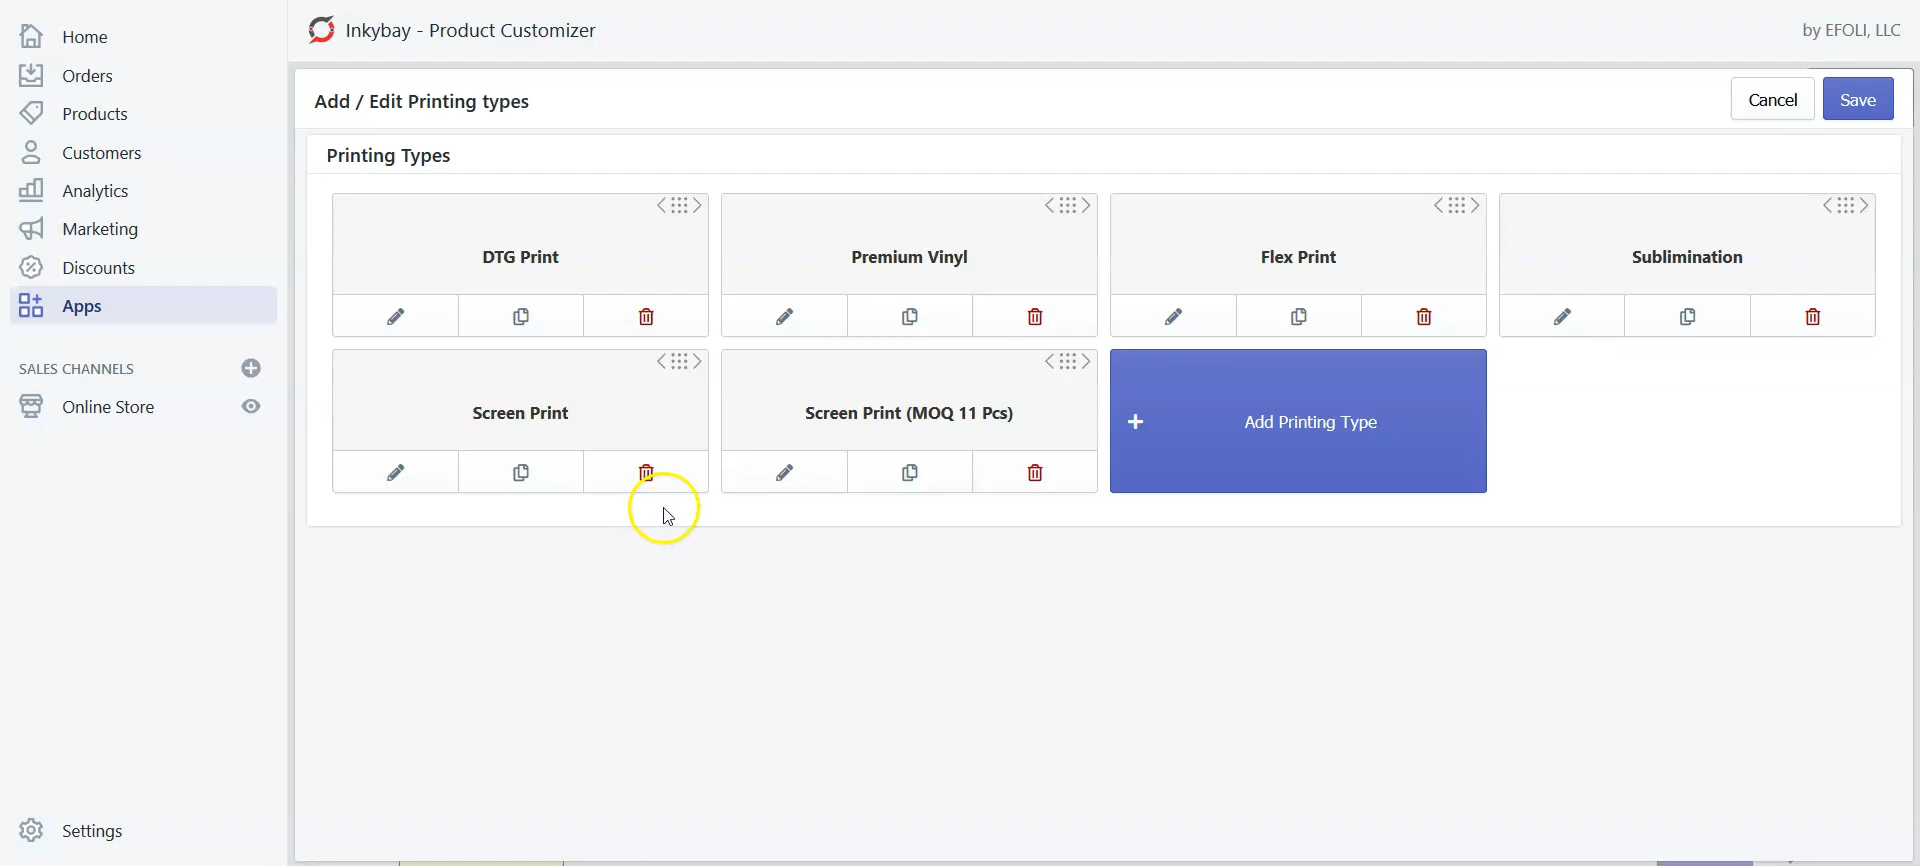 Home
Orders
Products
Customers
Analytics
Marketing
Discounts
Apps
SALES CHANNELS
Online Store
Settings
Inkybay - Product Customizer
by EFOLI, LLC
Add / Edit Printing types
Cancel
Save
Printing Types
DTG Print
Premium Vinyl
Flex Print
Sublimination
Screen Print
Screen Print (MOQ 11 Pcs)
+ Add Printing Type